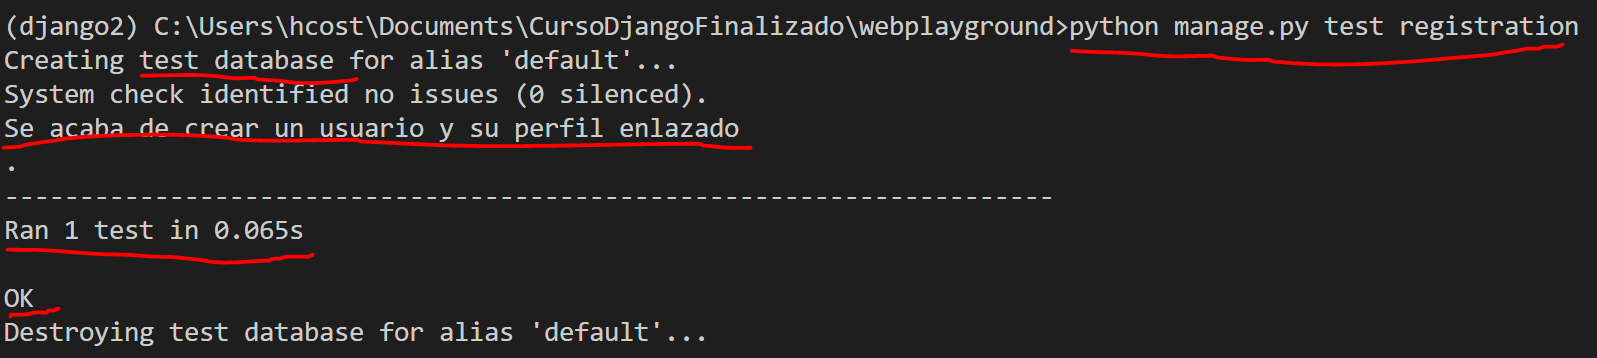 (django2) C:\Users\hcost\Documents\CursoDjangoFinalizado\webplayground>python manage.py test registration
Creating test database for alias 'default'...
System check identified no issues (0 silenced).
Se acaba de crear un usuario y su perfil enlazado
.
----------------------------------------------------------------------
Ran 1 test in 0.065s
OK
Destroying test database for alias 'default'...